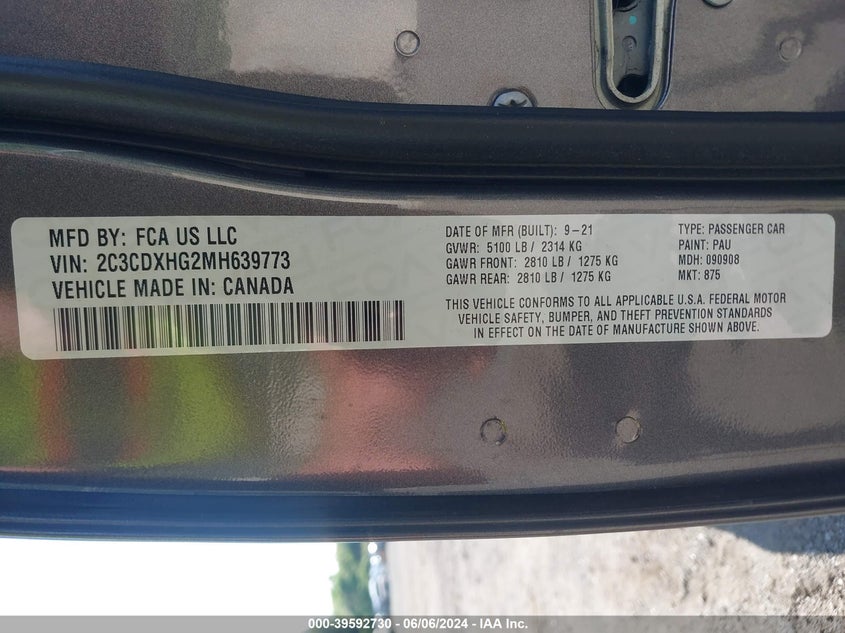 MFD BY: FCA US LLC
VIN: 2C3CDXHG2MH639773
VEHICLE MADE IN: CANADA
DATE OF MFR (BUILT): 9-21
GVWR: 5100 LB / 2314 KG
GAWR FRONT: 2810 LB / 1275 KG
GAWR REAR: 2810 LB / 1275 KG
TYPE: PASSENGER CAR
PAINT: PAU
MDH: 090908
MKT: 875
THIS VEHICLE CONFORMS TO ALL APPLICABLE U.S.A. FEDERAL MOTOR
VEHICLE SAFETY, BUMPER, AND THEFT PREVENTION STANDARDS
IN EFFECT ON THE DATE OF MANUFACTURE SHOWN ABOVE.
000-39592730 - 06/06/2024 - IAA Inc.